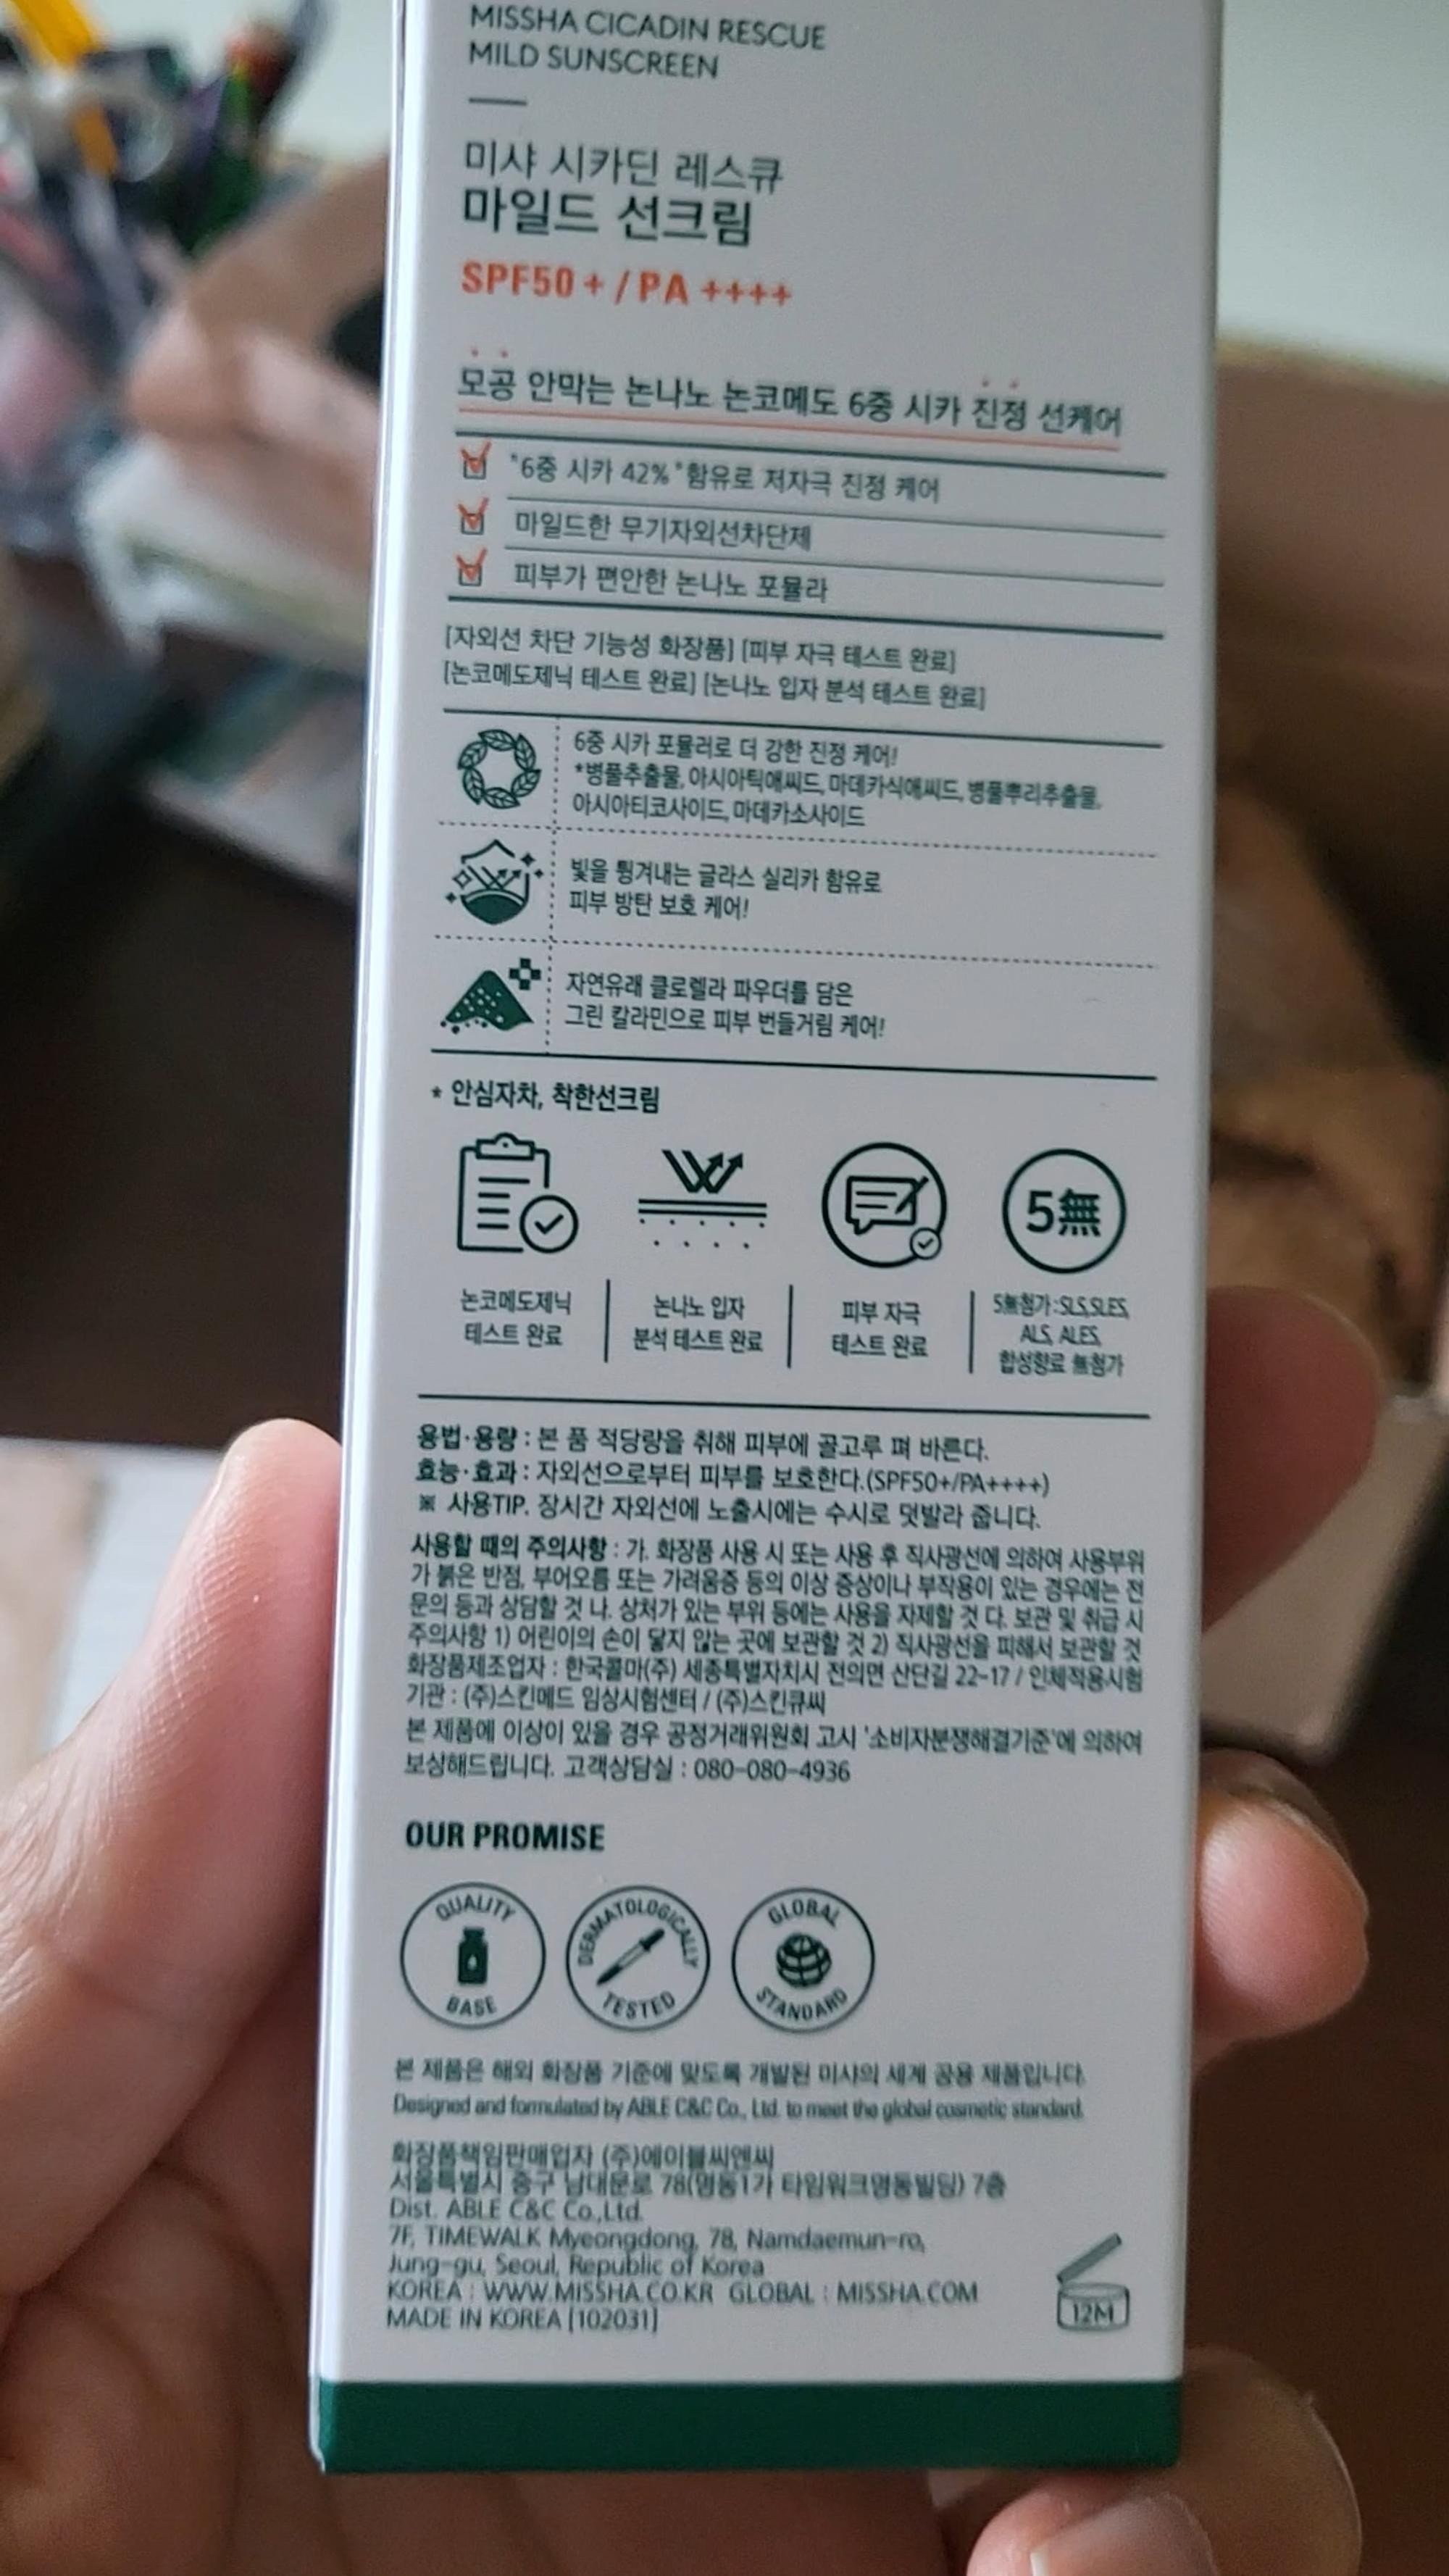 MISSHA CICADIN RESCUE
MILD SUNSCREEN
미샤 시카딘 레스큐
마일드 선크림
SPF50+/PA ++++
모공 안막는 논나노 논코메도 6중 시카 진정 선케어
"6중 시카 42%"함유로 저자극 진정 케어
마일드한 무기자외선차단제
피부가 편안한 논나노 포뮬라
[자외선 차단 기능성 화장품] [피부 자극 테스트 완료]
[논코메도제닉 테스트 완료] [논나노 입자 분석 테스트 완료]
6중 시카 포뮬러로 더 강한 진정 케어!
*병풀추출물, 아시아틱애씨드, 마데카식애씨드, 병풀뿌리추출물,
아시아티코사이드, 마데카소사이드
빛을 튕겨내는 글라스 실리카 함유로
피부 방탄 보호 케어!
자연유래 클로렐라 파우더를 담은
그린 칼라민으로 피부 번들거림 케어!
* 안심자차, 착한선크림
5無
논코메도제닉
테스트 완료
논나노 입자
분석 테스트 완료
피부 자극
테스트 완료
5無첨가:SLS,SLES,
ALS, ALES,
합성향료 無첨가
용법·용량 : 본 품 적당량을 취해 피부에 골고루 펴 바른다.
효능·효과 : 자외선으로부터 피부를 보호한다.(SPF50+/PA++++)
※ 사용TIP. 장시간 자외선에 노출시에는 수시로 덧발라 줍니다.
사용할 때의 주의사항 : 가. 화장품 사용 시 또는 사용 후 직사광선에 의하여 사용부위
가 붉은 반점, 부어오름 또는 가려움증 등의 이상 증상이나 부작용이 있는 경우에는 전
문의 등과 상담할 것 나. 상처가 있는 부위 등에는 사용을 자제할 것 다. 보관 및 취급 시
주의사항 1) 어린이의 손이 닿지 않는 곳에 보관할 것 2) 직사광선을 피해서 보관할 것
화장품제조업자 : 한국콜마(주) 세종특별자치시 전의면 산단길 22-17 / 인체적용시험
기관 : (주)스킨메드 임상시험센터 / (주)스킨큐씨
본 제품에 이상이 있을 경우 공정거래위원회 고시 '소비자분쟁해결기준'에 의하여
보상해드립니다. 고객상담실 : 080-080-4936
OUR PROMISE
QUALITY BASE
DERMATOLOGICALLY TESTED
GLOBAL STANDARD
본 제품은 해외 화장품 기준에 맞도록 개발된 미샤의 세계 공용 제품입니다.
Designed and formulated by ABLE C&C Co., Ltd. to meet the global cosmetic standard.
화장품책임판매업자 (주)에이블씨엔씨
서울특별시 중구 남대문로 78(명동1가 타임워크명동빌딩) 7층
Dist. ABLE C&C Co.,Ltd.
7F, TIMEWALK Myeongdong, 78, Namdaemun-ro,
Jung-gu, Seoul, Republic of Korea
KOREA : WWW.MISSHA.CO.KR GLOBAL : MISSHA.COM
MADE IN KOREA [102031]
12M